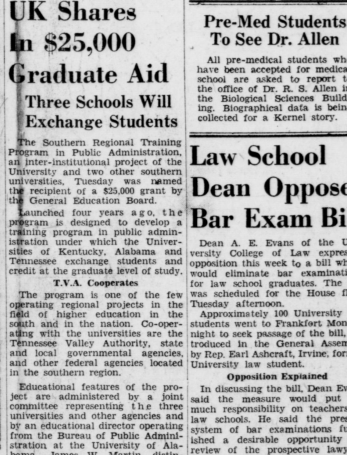 UK Shares
In $25,000
Graduate Aid
Three Schools Will
Exchange Students
The Southern Regional Training
Program in Public Administration,
an inter-institutional project of the
University and two other southern
universities, Tuesday was named
the recipient of a $25,000 grant by
the General Education Board.
Launched four years ago, the
program is designed to develop a
training program in public admin-
istration under which the Univer-
sities of Kentucky, Alabama and
Tennessee exchange students and
credit at the graduate level of study.
T.V.A. Cooperates
The program is one of the few
operating regional projects in the
field of higher education in the
south and in the nation. Co-oper-
ating with the universities are the
Tennessee Valley Authority, state
and local governmental agencies,
and other federal agencies located
in the southern region.
Educational features of the pro-
ject are administered by a joint
committee representing the three
universities and other agencies and
by an educational director operating
from the Bureau of Public Admini-
stration at the University of Ala-
Pre-Med Students
To See Dr. Allen
All pre-medical students wh
have been accepted for medica
school are asked to report t
the office of Dr. R. S. Allen i
the Biological Sciences Build
ing. Biographical data is bein
collected for a Kernel story.
Law School
Dean Oppose
Bar Exam Bi
Dean A. E. Evans of the U
versity College of Law expres
opposition this week to a bill wh
would eliminate bar examinati
for law school graduates. The
was scheduled for the House f
Tuesday afternoon.
Approximately 100 University
students went to Frankfort Mon
night to seek passage of the bill,
troduced in the General Assem
by Rep. Earl Ashcraft, Irvine, for
University law student.
Opposition Explained
In discussing the bill, Dean Ev
said the measure would put
much responsibility on teacher
law schools. He said the pre
system of bar examinations fu
ished a desirable opportunity
review of the prospective lawy